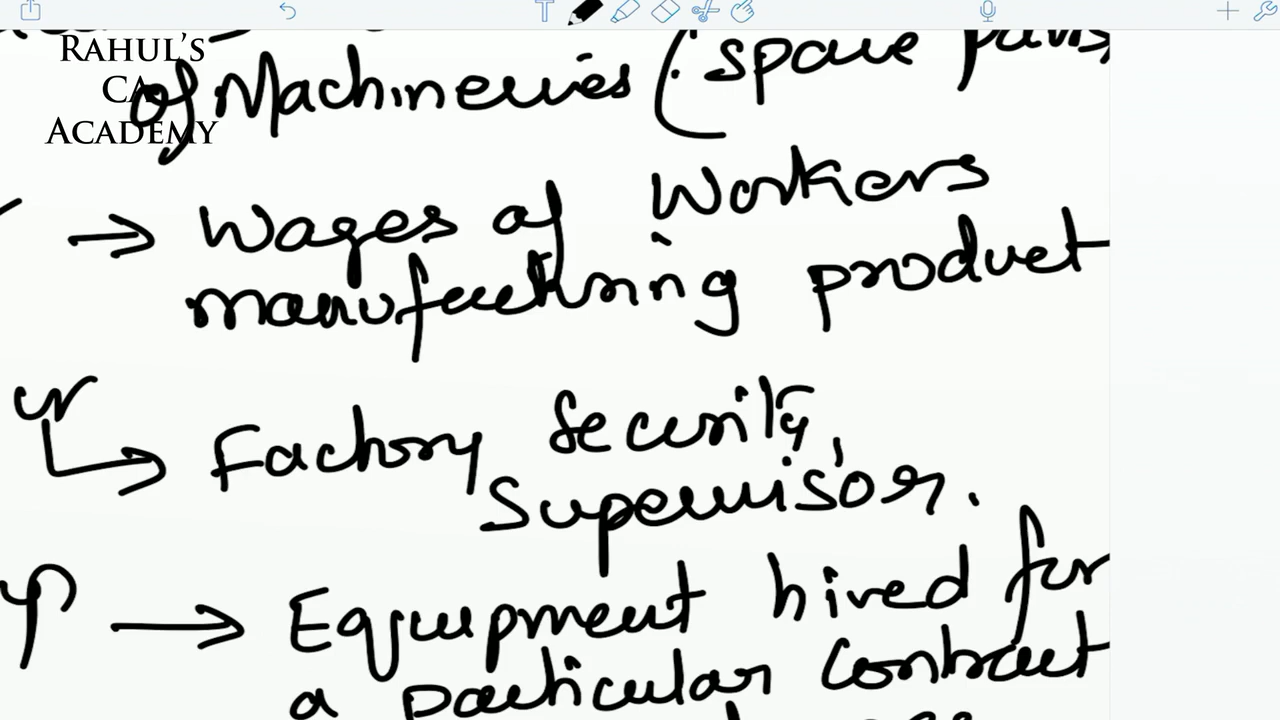 RAHUL'S
CA
ACADEMY
of Machineries (spare parts,
→ Wages of Workers
manufacturing product
→ Factory Security,
Supervisor.
→ Equipment hired for
a particular contract